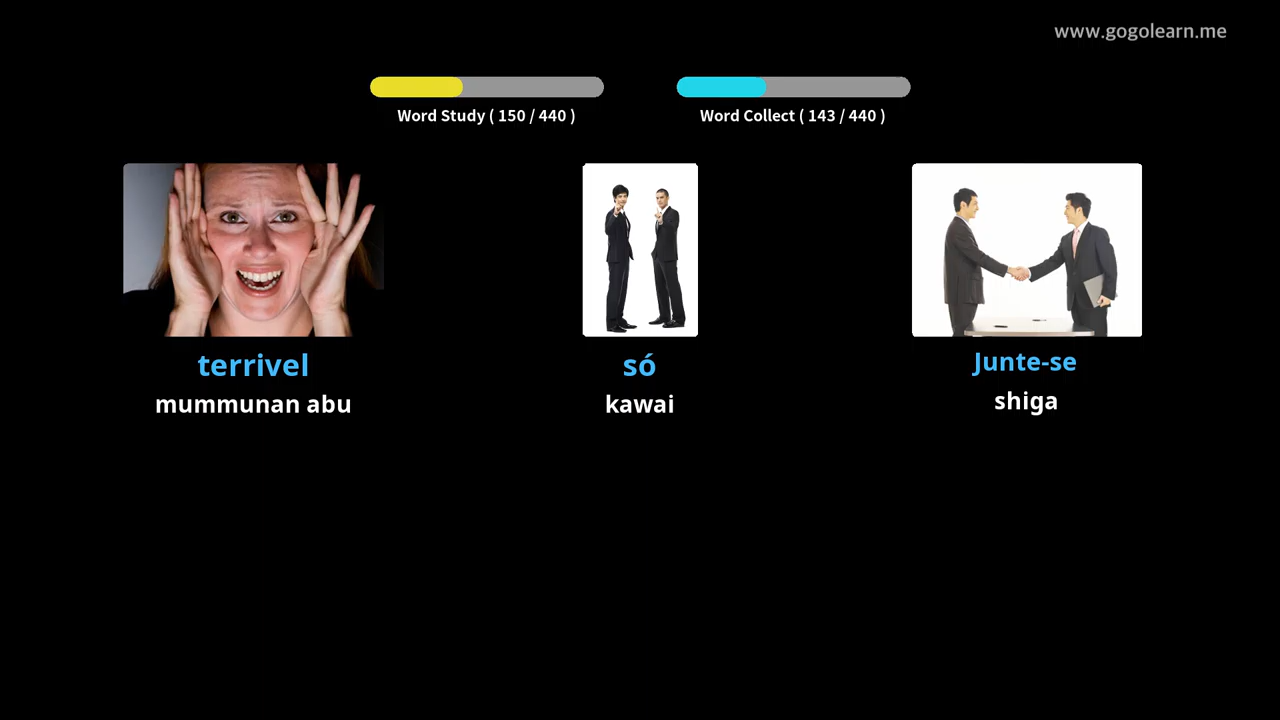 www.gogolearn.me
Word Study ( 150 / 440 )
Word Collect ( 143 / 440 )
terrivel
mummunan abu
só
kawai
Junte-se
shiga